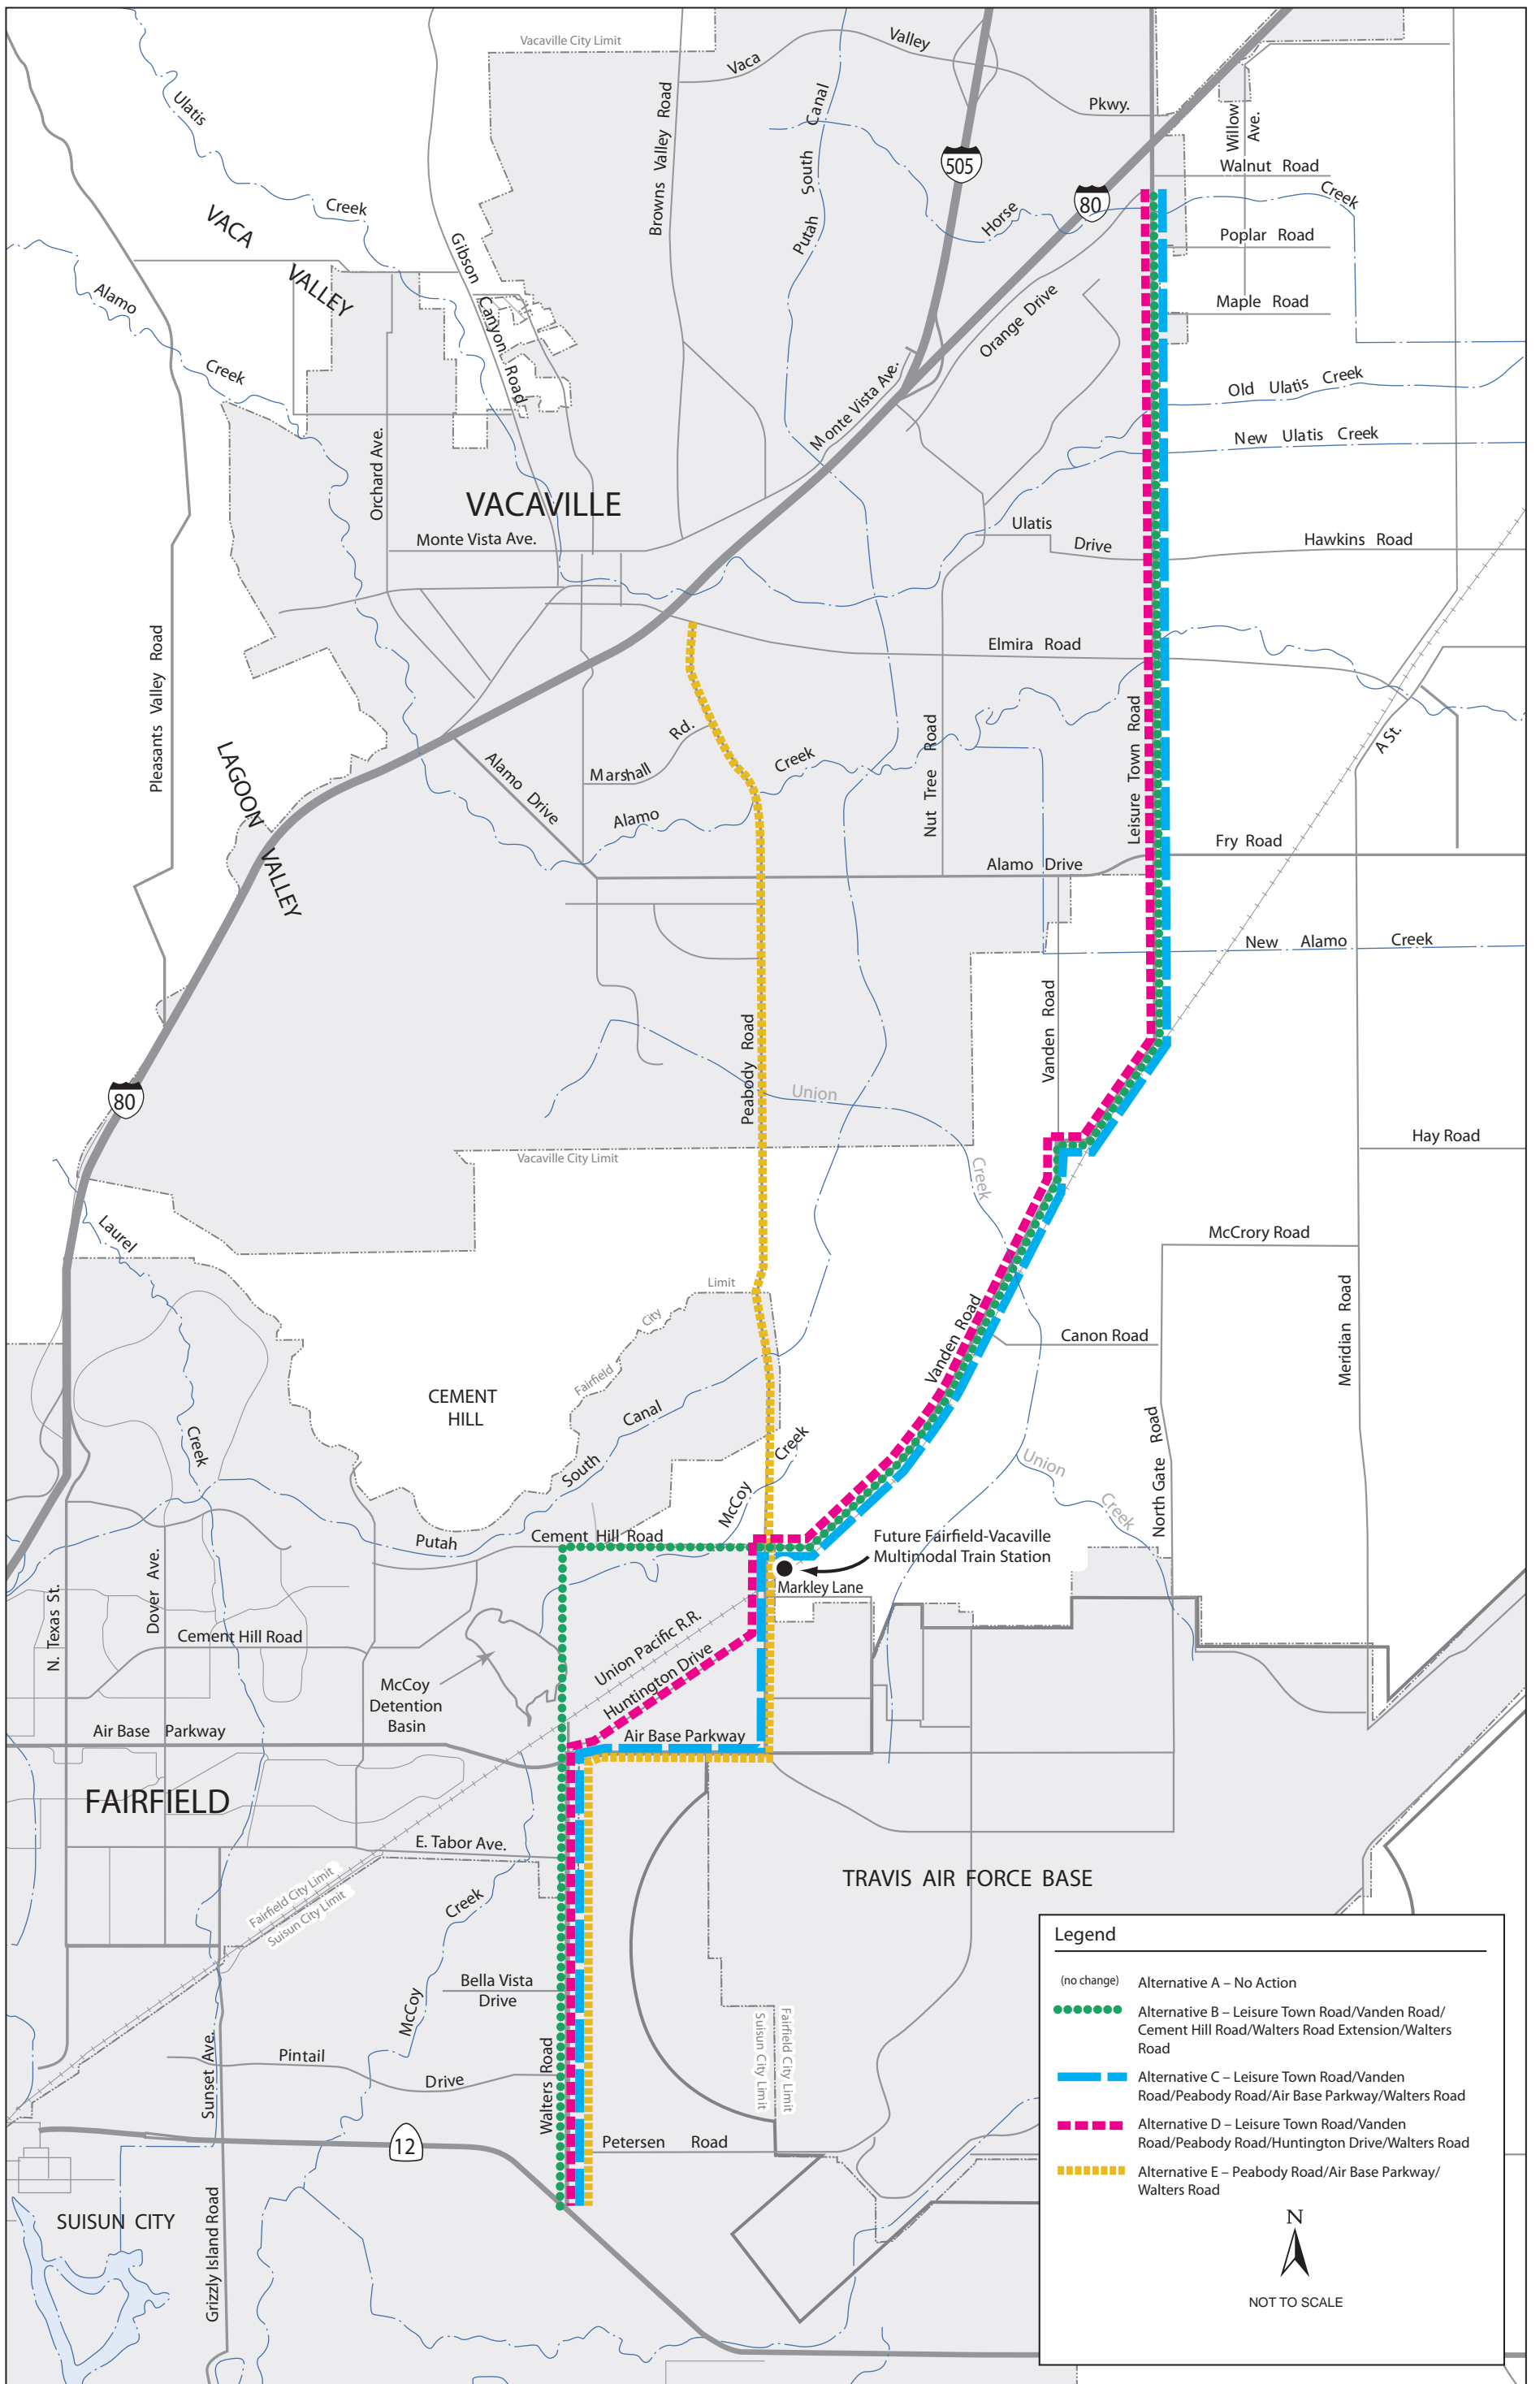 Vacaville City Limit
Vaca
Valley
Pkwy.
Willow
Ave.
Ulatis
Creek
Browns Valley Road
Putah South Canal
505
80
Walnut Road
Horse
Creek
VACA
VALLEY
Gibson
Canyon
Road
Poplar Road
Alamo
Creek
Maple Road
Orange Drive
Monte Vista Ave.
Old Ulatis Creek
New Ulatis Creek
Orchard Ave.
VACAVILLE
Monte Vista Ave.
Ulatis
Drive
Hawkins Road
Elmira Road
Pleasants Valley Road
Leisure Town Road
Nut Tree Road
A St.
Rd.
Marshall
Creek
Alamo
Alamo Drive
LAGOON
VALLEY
Alamo Drive
Fry Road
New Alamo Creek
Vanden Road
Peabody Road
80
Union
Creek
Hay Road
Vacaville City Limit
Laurel
Creek
McCrory Road
Limit
City
Fairfield
Vanden Road
Canon Road
Meridian Road
CEMENT
HILL
Canal
South
Putah
Creek
McCoy
Union
Creek
North Gate Road
Cement Hill Road
Future Fairfield-Vacaville
Multimodal Train Station
Markley Lane
N. Texas St.
Dover Ave.
Cement Hill Road
Union Pacific R.R.
Huntington Drive
McCoy
Detention
Basin
Air Base Parkway
Air Base Parkway
FAIRFIELD
E. Tabor Ave.
Fairfield City Limit
Suisun City Limit
Creek
McCoy
TRAVIS AIR FORCE BASE
Bella Vista
Drive
Suisun City Limit
Fairfield City Limit
Sunset Ave.
Pintail
Drive
Walters Road
Petersen Road
12
SUISUN CITY
Grizzly Island Road
Legend
(no change) Alternative A – No Action
Alternative B – Leisure Town Road/Vanden Road/
Cement Hill Road/Walters Road Extension/Walters
Road
Alternative C – Leisure Town Road/Vanden
Road/Peabody Road/Air Base Parkway/Walters Road
Alternative D – Leisure Town Road/Vanden
Road/Peabody Road/Huntington Drive/Walters Road
Alternative E – Peabody Road/Air Base Parkway/
Walters Road
N
NOT TO SCALE